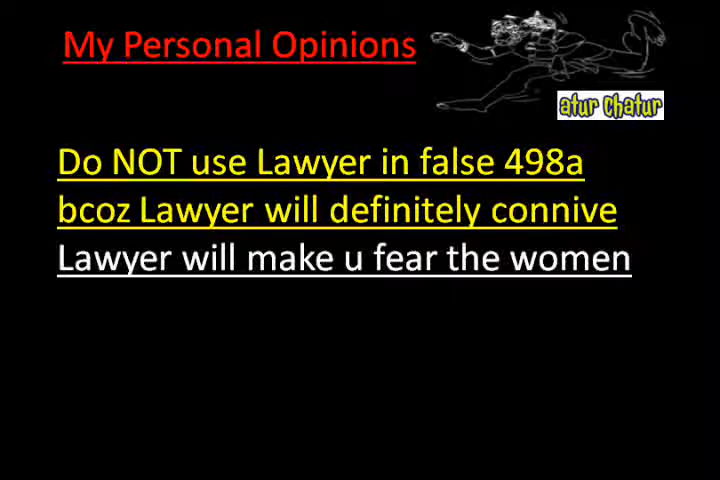 My Personal Opinions
atur Chatur
Do NOT use Lawyer in false 498a
bcoz Lawyer will definitely connive
Lawyer will make u fear the women